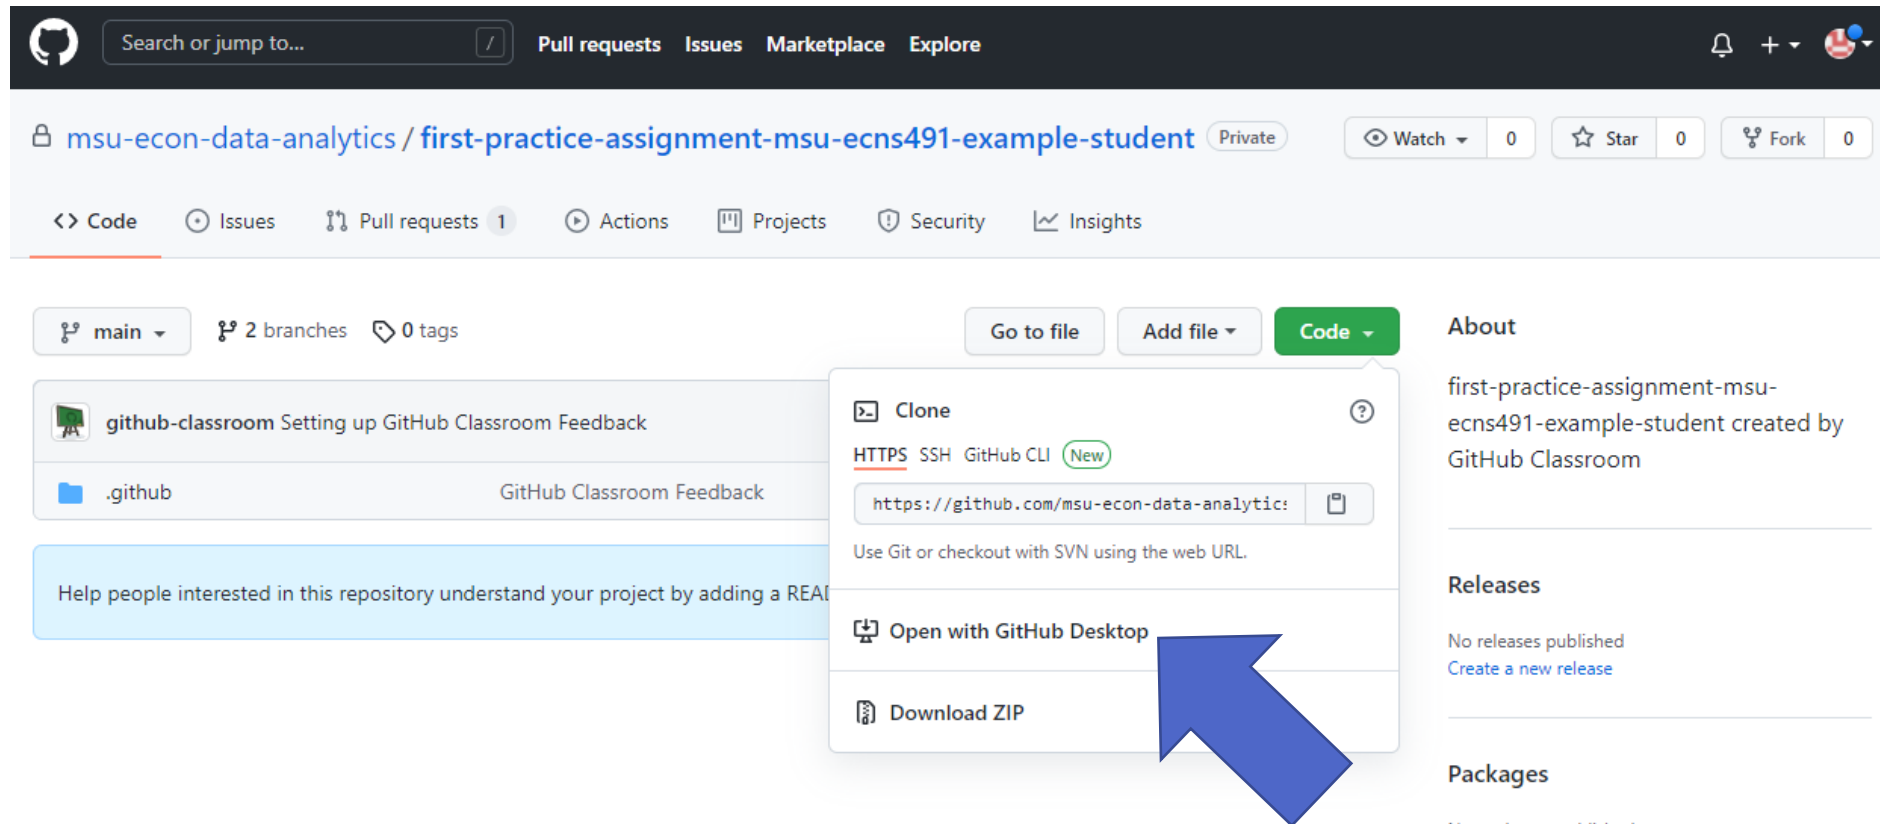 Search or jump to... /
Pull requests Issues Marketplace Explore
msu-econ-data-analytics / first-practice-assignment-msu-ecns491-example-student Private
Watch 0 Star 0 Fork 0
Code Issues Pull requests 1 Actions Projects Security Insights
main 2 branches 0 tags
Go to file Add file Code
github-classroom Setting up GitHub Classroom Feedback
.github GitHub Classroom Feedback
Help people interested in this repository understand your project by adding a
Clone
HTTPS SSH GitHub CLI New
https://github.com/msu-econ-data-analytics
Use Git or checkout with SVN using the web URL.
Open with GitHub Desktop
Download ZIP
About
first-practice-assignment-msu-
ecns491-example-student created by
GitHub Classroom
Releases
No releases published
Create a new release
Packages